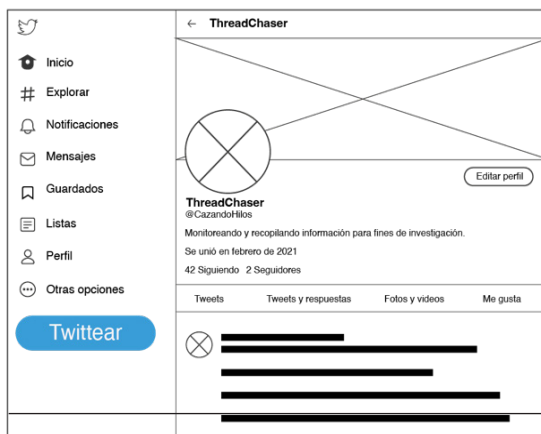 ThreadChaser
Inicio
Explorar
Notificaciones
Mensajes
Guardados
Listas
Perfil
Otras opciones
Twittear
Editar perfil
ThreadChaser
@CazandoHilos
Monitoreando y recopilando información para fines de investigación.
Se unió en febrero de 2021
42 Siguiendo 2 Seguidores
Tweets Tweets y respuestas Fotos y videos Me gusta